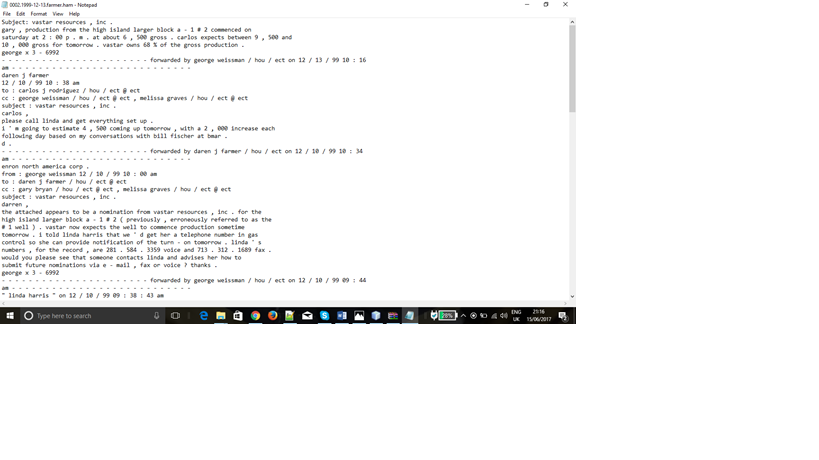 0002.1999-12-13.farmer.ham - Notepad
File Edit Format View Help
Subject: vastar resources , inc .
gary , production from the high island larger block a - 1 # 2 commenced on
saturday at 2 : 00 p . m . at about 6 , 500 gross . carlos expects between 9 , 500 and
10 , 000 gross for tomorrow . vastar owns 68 % of the gross production .
george x 3 - 6992
- - - - - - - - - - - - - - - - - - - - - - forwarded by george weissman / hou / ect on 12 / 13 / 99 10 : 16
am - - - - - - - - - - - - - - - - - - - - - - - - - - -
daren j farmer
12 / 10 / 99 10 : 38 am
to : carlos j rodriguez / hou / ect @ ect
cc : george weissman / hou / ect @ ect , melissa graves / hou / ect @ ect
subject : vastar resources , inc .
carlos ,
please call linda and get everything set up .
i ' m going to estimate 4 , 500 coming up tomorrow , with a 2 , 000 increase each
following day based on my conversations with bill fischer at bmar .
d .
- - - - - - - - - - - - - - - - - - - - - - forwarded by daren j farmer / hou / ect on 12 / 10 / 99 10 : 34
am - - - - - - - - - - - - - - - - - - - - - - - - - - -
enron north america corp .
from : george weissman 12 / 10 / 99 10 : 00 am
to : daren j farmer / hou / ect @ ect
cc : gary bryan / hou / ect @ ect , melissa graves / hou / ect @ ect
subject : vastar resources , inc .
darren ,
the attached appears to be a nomination from vastar resources , inc . for the
high island larger block a - 1 # 2 ( previously , erroneously referred to as the
# 1 well ) . vastar now expects the well to commence production sometime
tomorrow . i told linda harris that we ' d get her a telephone number in gas
control so she can provide notification of the turn - on tomorrow . linda ' s
numbers , for the record , are 281 . 584 . 3359 voice and 713 . 312 . 1689 fax .
would you please see that someone contacts linda and advises her how to
submit future nominations via e - mail , fax or voice ? thanks .
george x 3 - 6992
- - - - - - - - - - - - - - - - - - - - - - forwarded by george weissman / hou / ect on 12 / 10 / 99 09 : 44
am - - - - - - - - - - - - - - - - - - - - - - - - - - -
" linda harris " on 12 / 10 / 99 09 : 38 : 43 am
Type here to search
28%
ENG
UK
21:16
15/06/2017